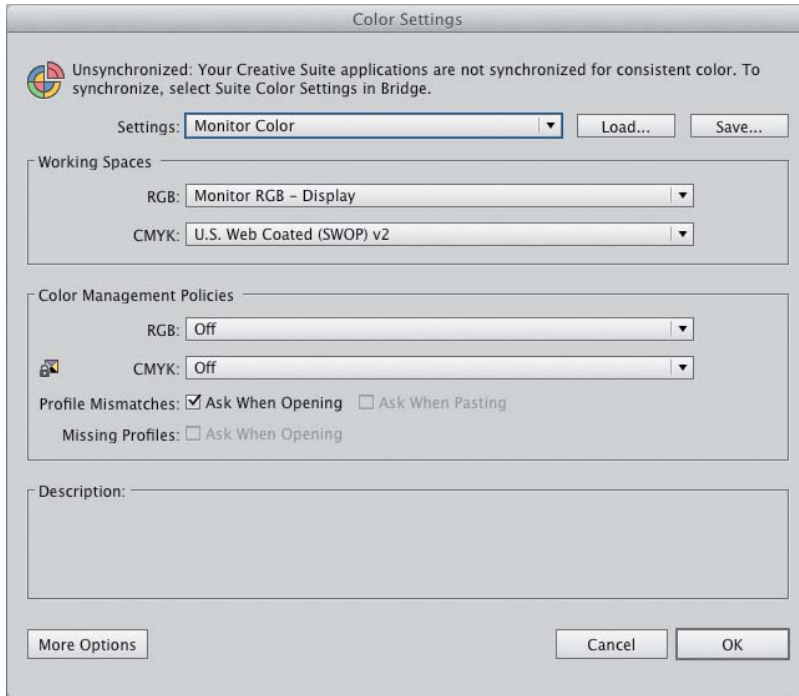 Color Settings
Unsynchronized: Your Creative Suite applications are not synchronized for consistent color. To
synchronize, select Suite Color Settings in Bridge.
Settings: Monitor Color Load... Save...
Working Spaces
RGB: Monitor RGB – Display
CMYK: U.S. Web Coated (SWOP) v2
Color Management Policies
RGB: Off
CMYK: Off
Profile Mismatches: Ask When Opening Ask When Pasting
Missing Profiles: Ask When Opening
Description:
More Options Cancel OK